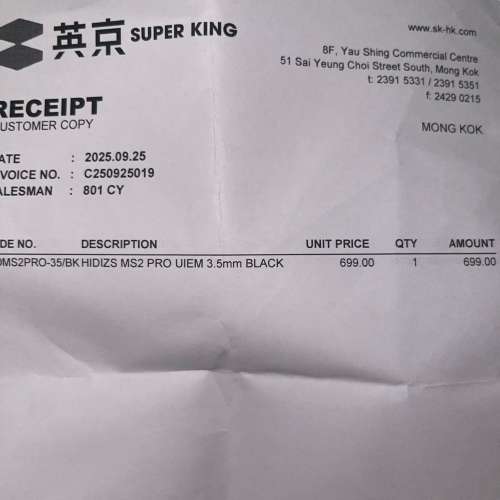 英京 SUPER KING
www.sk-hk.com
8F, Yau Shing Commercial Centre
51 Sai Yeung Choi Street South, Mong Kok
t: 2391 5331 / 2391 5351
f: 2429 0215
RECEIPT
CUSTOMER COPY
MONG KOK
ATE : 2025.09.25
VOICE NO. : C250925019
ALESMAN : 801 CY
DE NO. DESCRIPTION UNIT PRICE QTY AMOUNT
MS2PRO-35/BK HIDIZS MS2 PRO UIEM 3.5mm BLACK 699.00 1 699.00